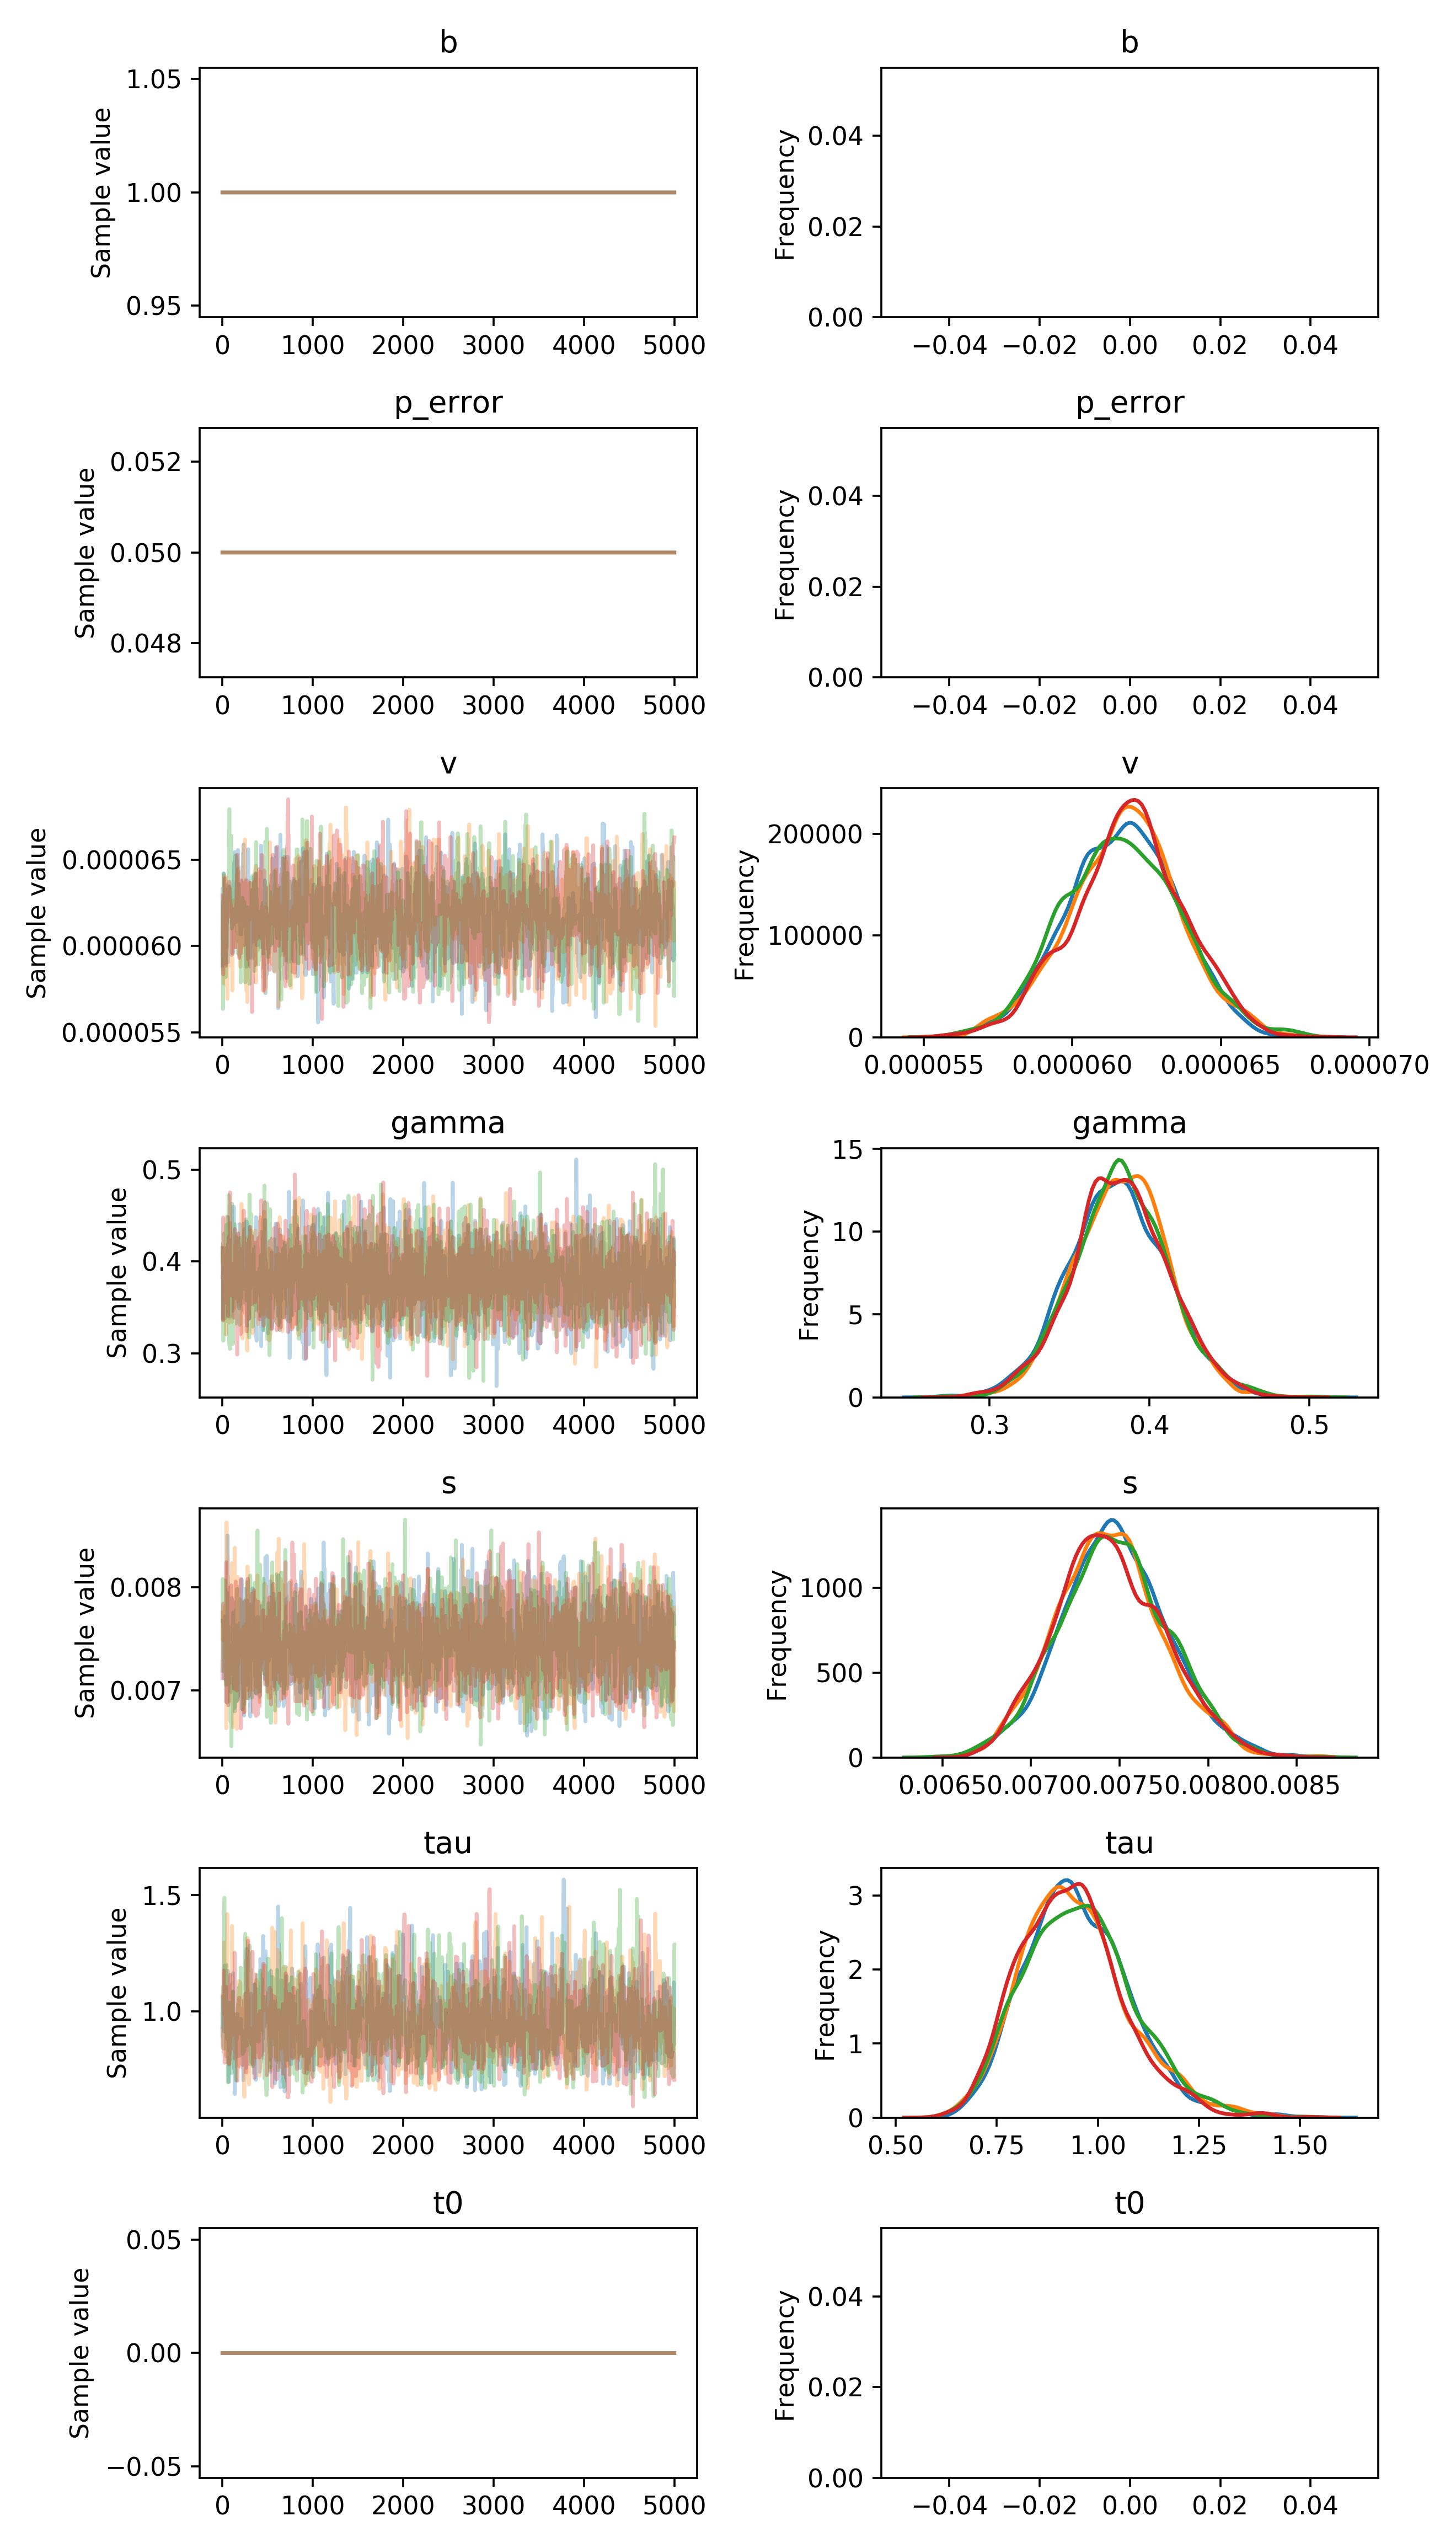 b b
Sample value 1.05 1.00 0.95 Frequency 0.04 0.02 0.00
0 1000 2000 3000 4000 5000 −0.04 −0.02 0.00 0.02 0.04
p_error p_error
Sample value 0.052 0.050 0.048 Frequency 0.04 0.02 0.00
0 1000 2000 3000 4000 5000 −0.04 −0.02 0.00 0.02 0.04
v v
Sample value 0.000065 0.000060 0.000055 Frequency 200000 100000 0
0 1000 2000 3000 4000 5000 0.000055 0.000060 0.000065 0.000070
gamma gamma
Sample value 0.5 0.4 0.3 Frequency 15 10 5 0
0 1000 2000 3000 4000 5000 0.3 0.4 0.5
s s
Sample value 0.008 0.007 Frequency 1000 500 0
0 1000 2000 3000 4000 5000 0.0065 0.0070 0.0075 0.0080 0.0085
tau tau
Sample value 1.5 1.0 Frequency 3 2 1 0
0 1000 2000 3000 4000 5000 0.50 0.75 1.00 1.25 1.50
t0 t0
Sample value 0.05 0.00 −0.05 Frequency 0.04 0.02 0.00
0 1000 2000 3000 4000 5000 −0.04 −0.02 0.00 0.02 0.04